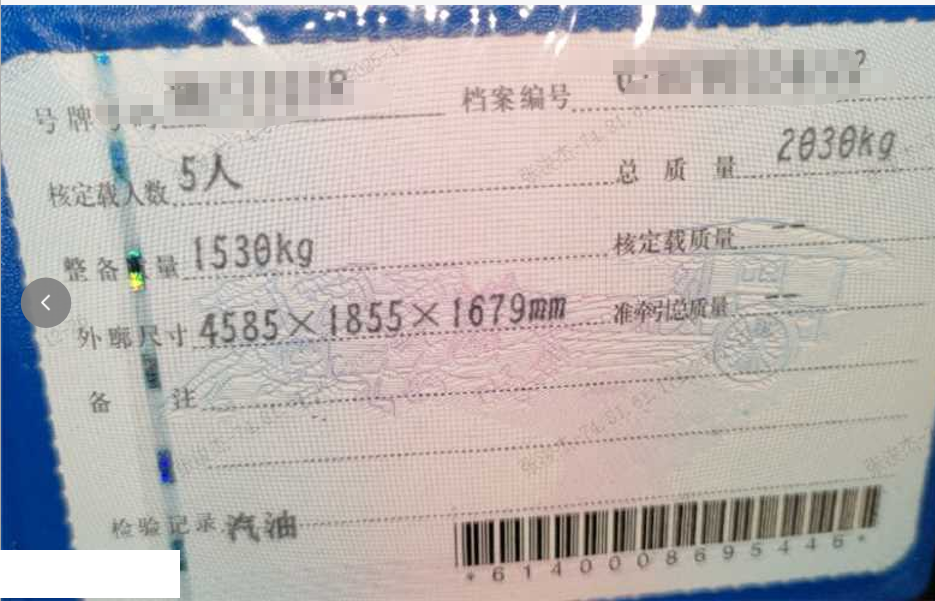 号牌 档案编号
核定载人数 5人 总质量 2030kg
整备质量 1530kg 核定载质量 --
外廓尺寸 4585×1855×1679mm 准牵引总质量 --
备注
检验记录 汽油
*6140008695446*